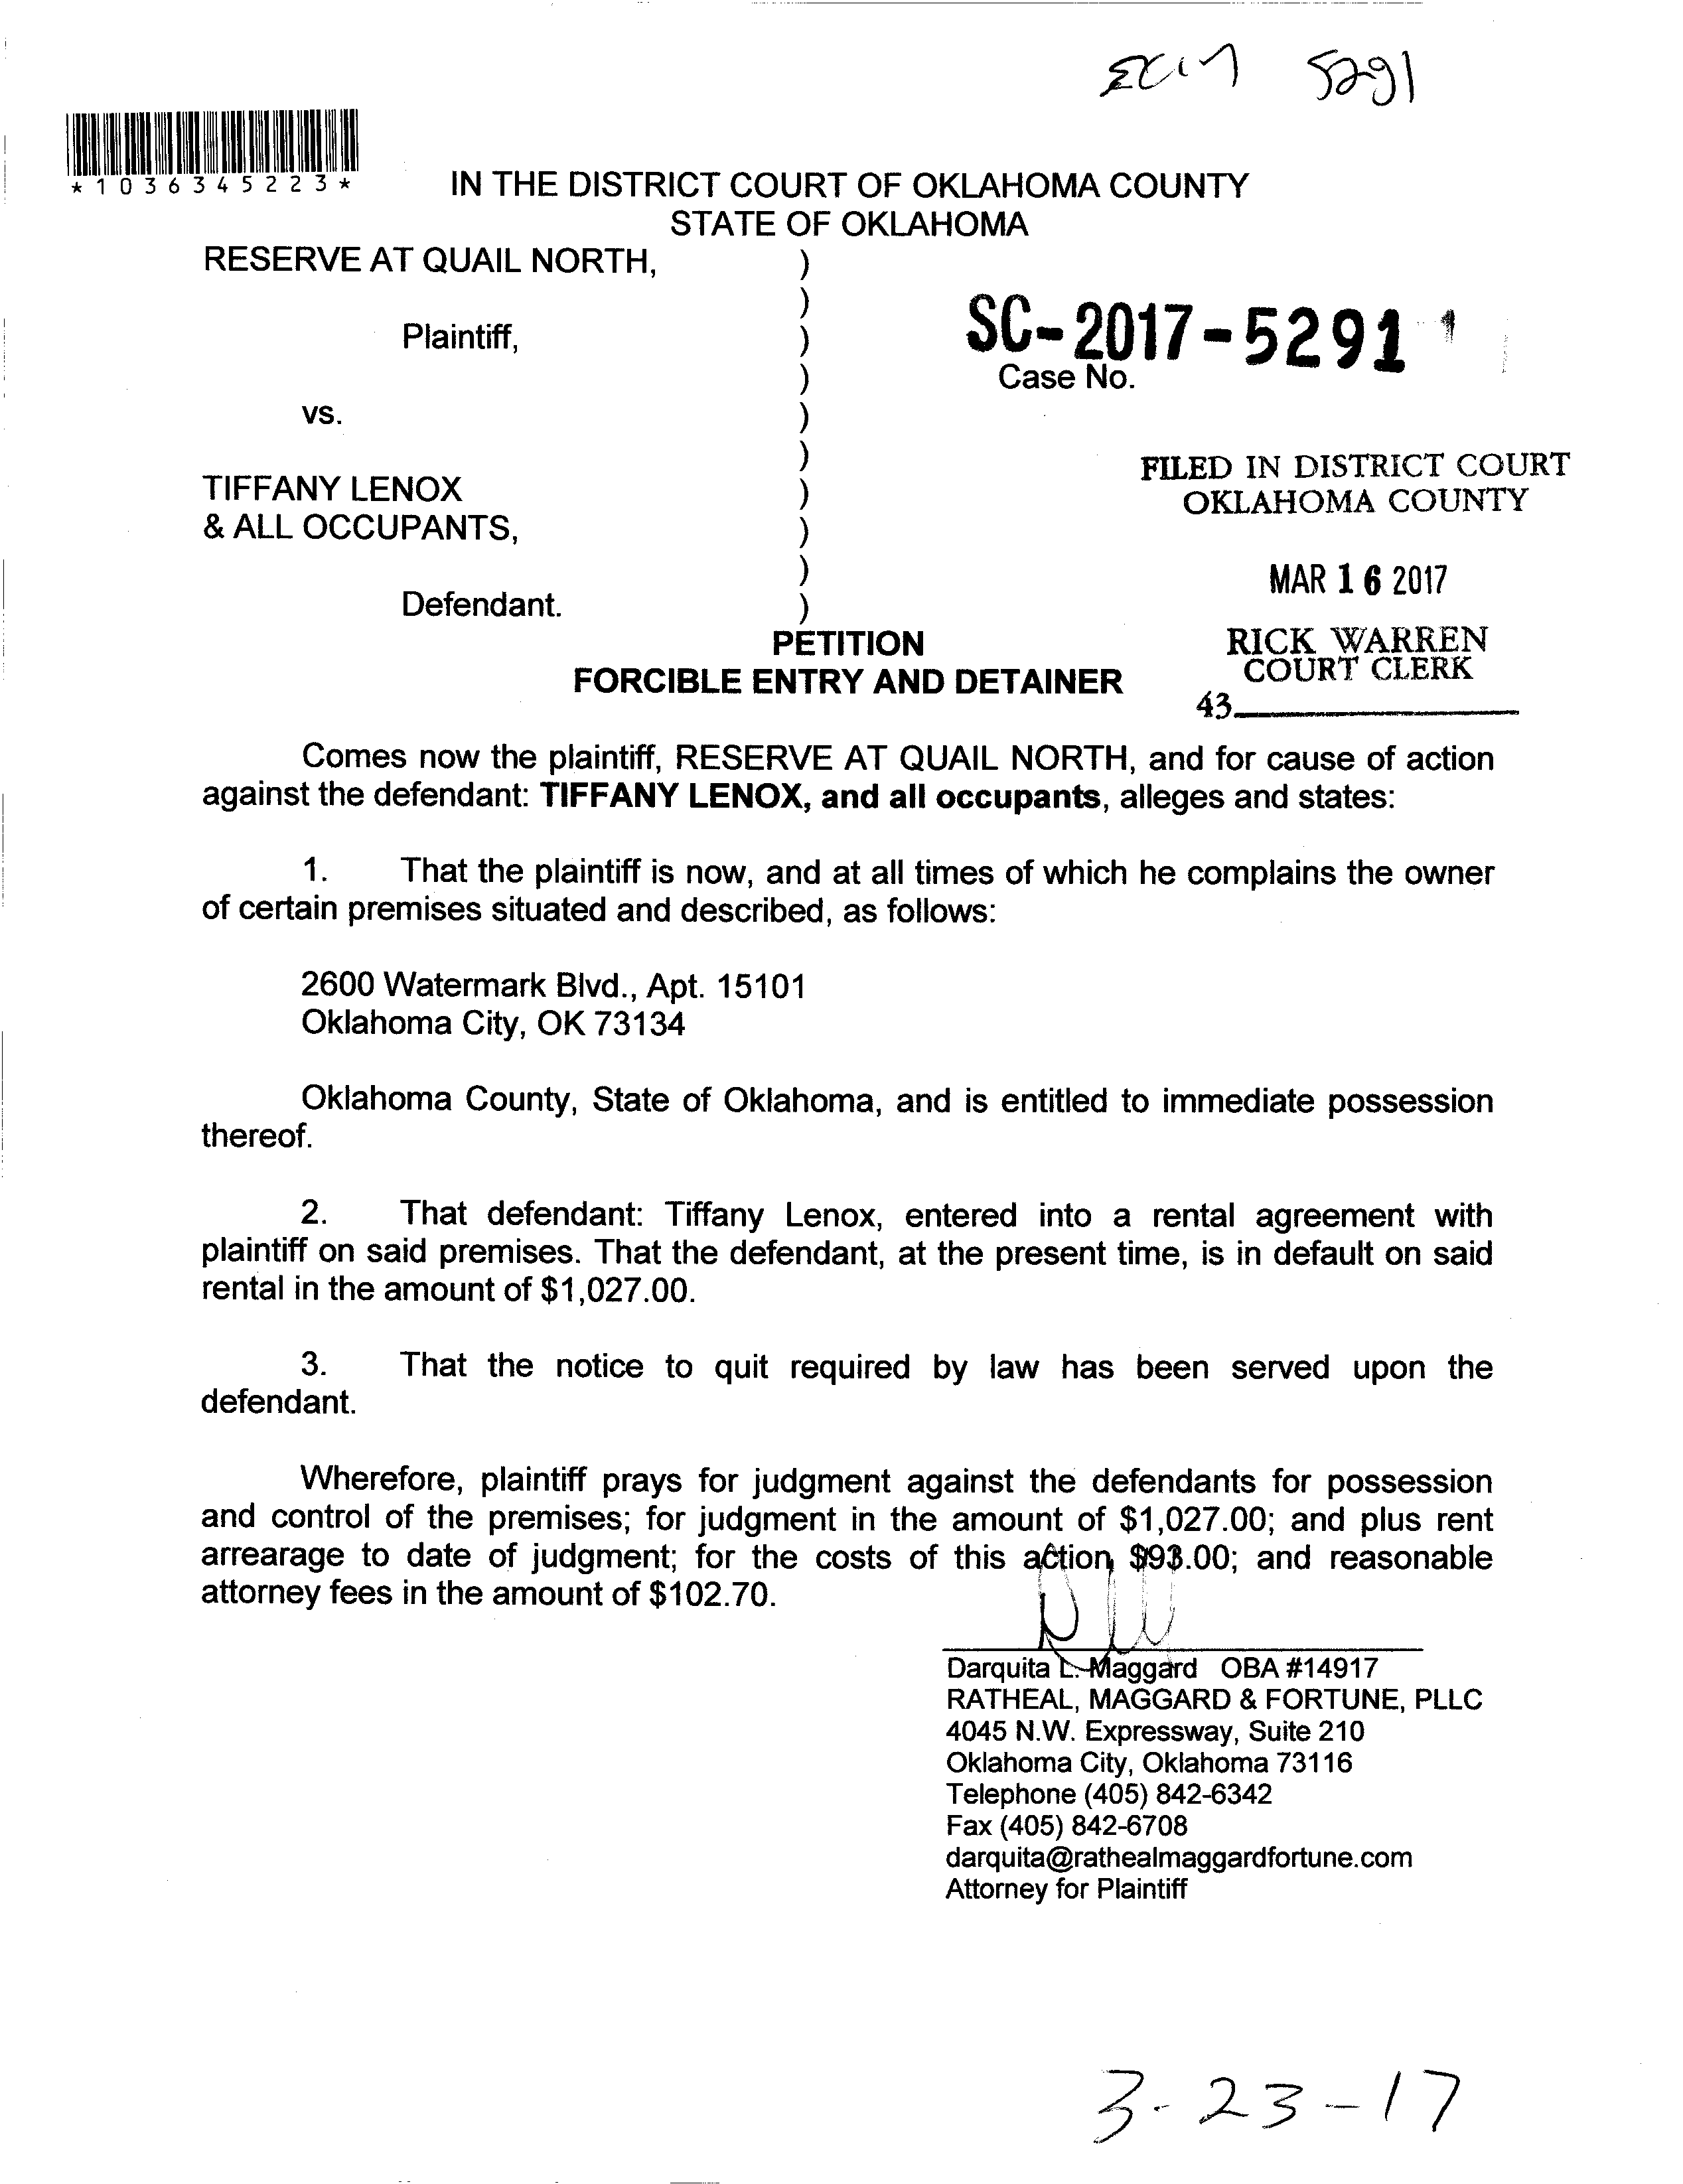 SC17 5291
*1036345223*
IN THE DISTRICT COURT OF OKLAHOMA COUNTY
STATE OF OKLAHOMA
RESERVE AT QUAIL NORTH, )
)
Plaintiff, )
)
vs. )
)
TIFFANY LENOX )
& ALL OCCUPANTS, )
)
Defendant. )
SC-2017-5291
Case No.
FILED IN DISTRICT COURT
OKLAHOMA COUNTY
MAR 16 2017
RICK WARREN
COURT CLERK
43
PETITION
FORCIBLE ENTRY AND DETAINER
Comes now the plaintiff, RESERVE AT QUAIL NORTH, and for cause of action
against the defendant: TIFFANY LENOX, and all occupants, alleges and states:
1. That the plaintiff is now, and at all times of which he complains the owner
of certain premises situated and described, as follows:
2600 Watermark Blvd., Apt. 15101
Oklahoma City, OK 73134
Oklahoma County, State of Oklahoma, and is entitled to immediate possession
thereof.
2. That defendant: Tiffany Lenox, entered into a rental agreement with
plaintiff on said premises. That the defendant, at the present time, is in default on said
rental in the amount of $1,027.00.
3. That the notice to quit required by law has been served upon the
defendant.
Wherefore, plaintiff prays for judgment against the defendants for possession
and control of the premises; for judgment in the amount of $1,027.00; and plus rent
arrearage to date of judgment; for the costs of this action, $93.00; and reasonable
attorney fees in the amount of $102.70.
Darquita L. Maggard OBA #14917
RATHEAL, MAGGARD & FORTUNE, PLLC
4045 N.W. Expressway, Suite 210
Oklahoma City, Oklahoma 73116
Telephone (405) 842-6342
Fax (405) 842-6708
darquita@rathealmaggardfortune.com
Attorney for Plaintiff
3-23-17